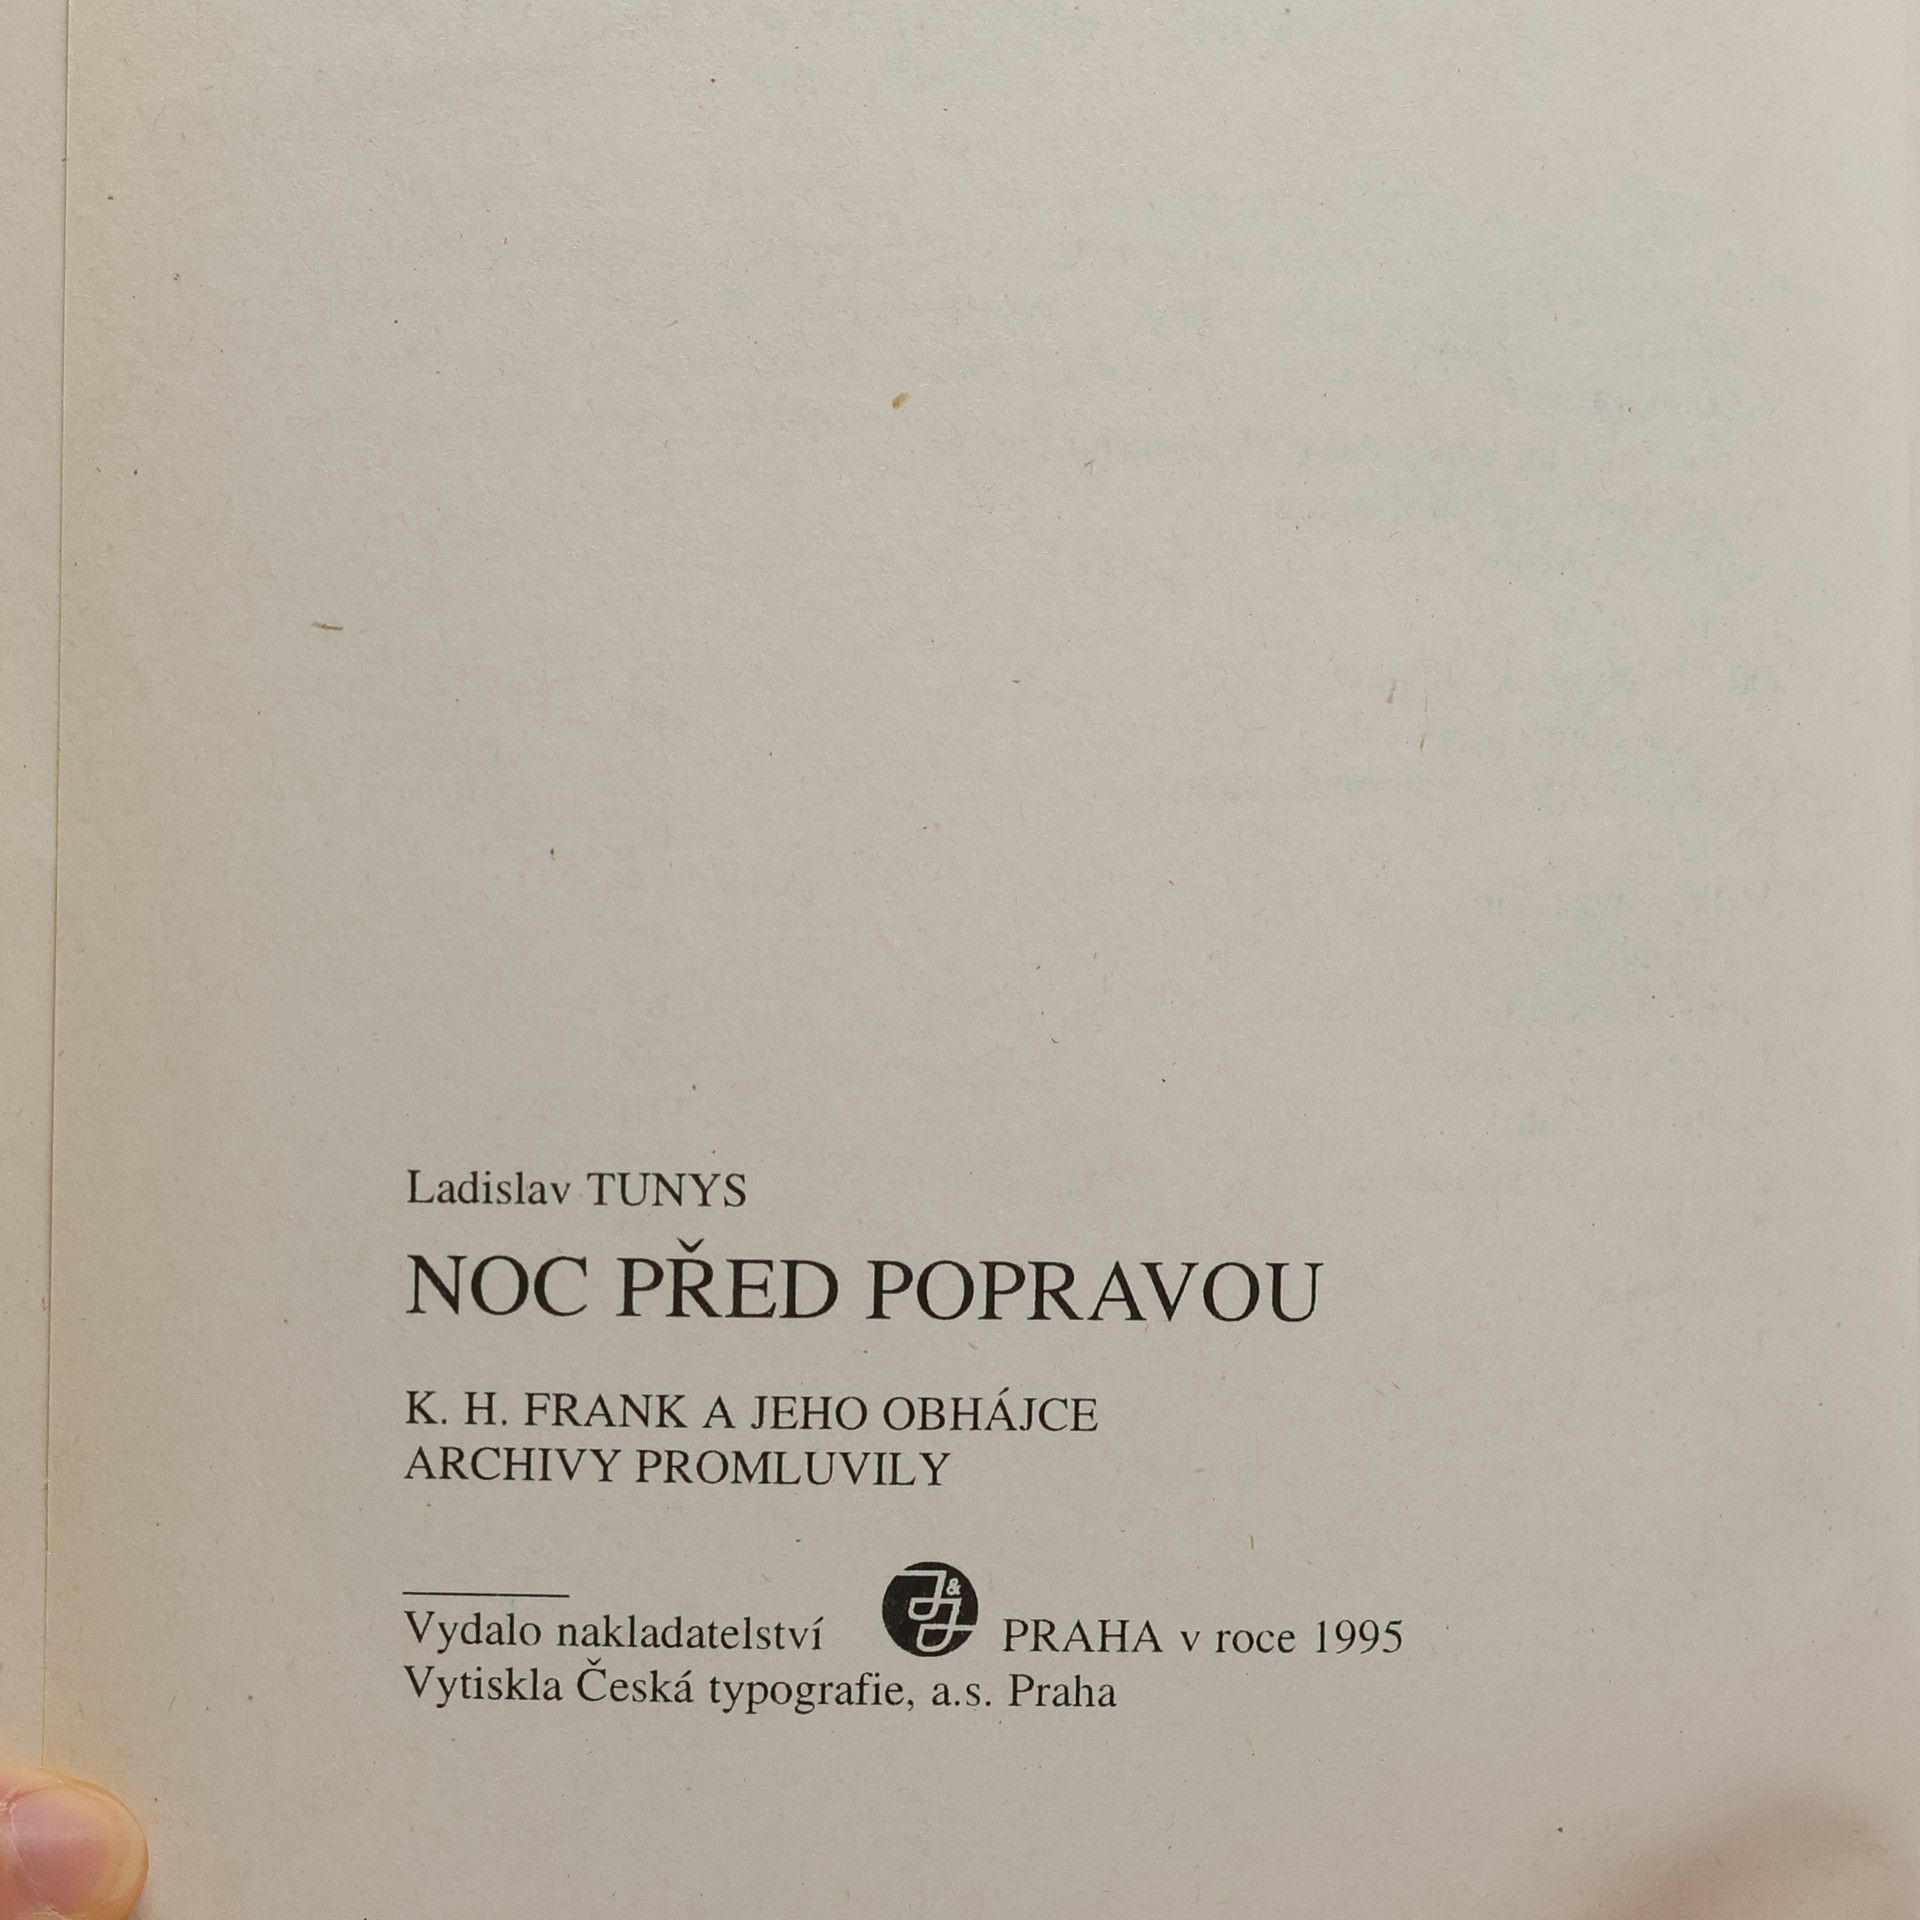 Ladislav TUNYS
NOC PŘED POPRAVOU
K. H. FRANK A JEHO OBHÁJCE
ARCHIVY PROMLUVILY
Vydalo nakladatelství J&J PRAHA v roce 1995
Vytiskla Česká typografie, a.s. Praha